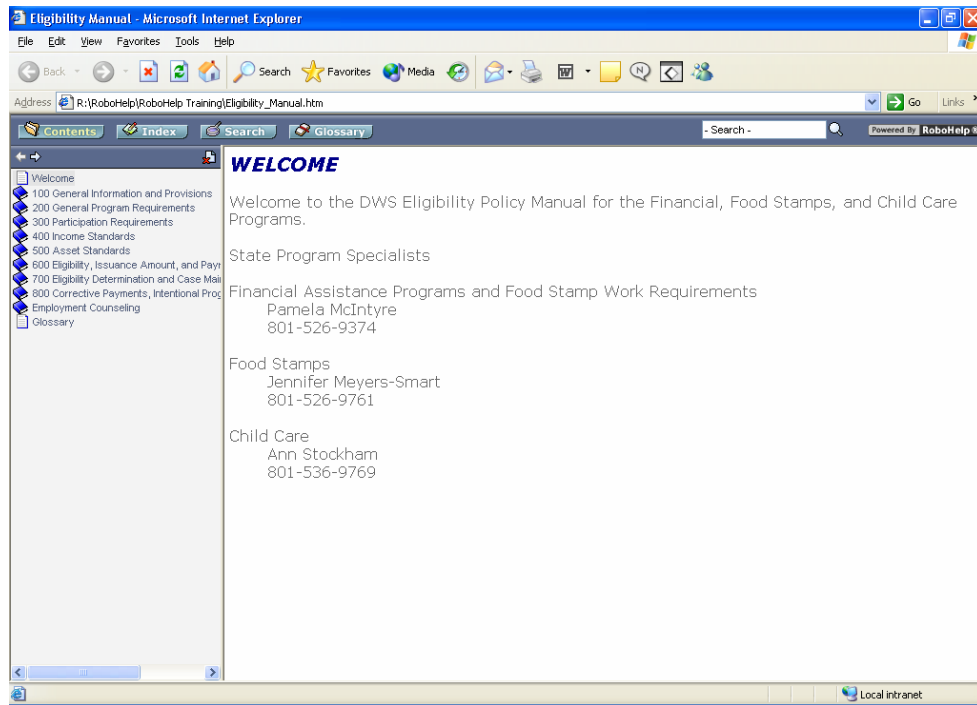 Eligibility Manual - Microsoft Internet Explorer
File Edit View Favorites Tools Help
Back Search Favorites Media
Address R:\RoboHelp\RoboHelp Training\Eligibility_Manual.htm Go Links
Contents Index Search Glossary - Search - Powered By RoboHelp
Welcome
100 General Information and Provisions
200 General Program Requirements
300 Participation Requirements
400 Income Standards
500 Asset Standards
600 Eligibility, Issuance Amount, and Paym
700 Eligibility Determination and Case Main
800 Corrective Payments, Intentional Prog
Employment Counseling
Glossary
WELCOME
Welcome to the DWS Eligibility Policy Manual for the Financial, Food Stamps, and Child Care
Programs.
State Program Specialists
Financial Assistance Programs and Food Stamp Work Requirements
Pamela McIntyre
801-526-9374
Food Stamps
Jennifer Meyers-Smart
801-526-9761
Child Care
Ann Stockham
801-536-9769
Local intranet